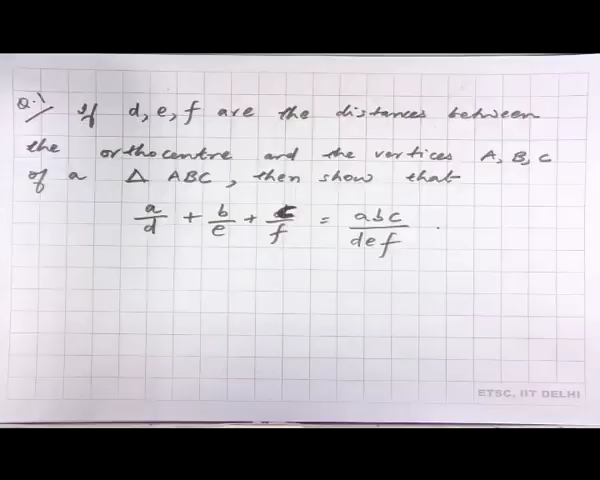 Q.1 If d, e, f are the distances between
the orthocentre and the vertices A, B, C
of a Δ ABC, then show that
a/d + b/e + c/f = abc/def .
ETSC, IIT DELHI